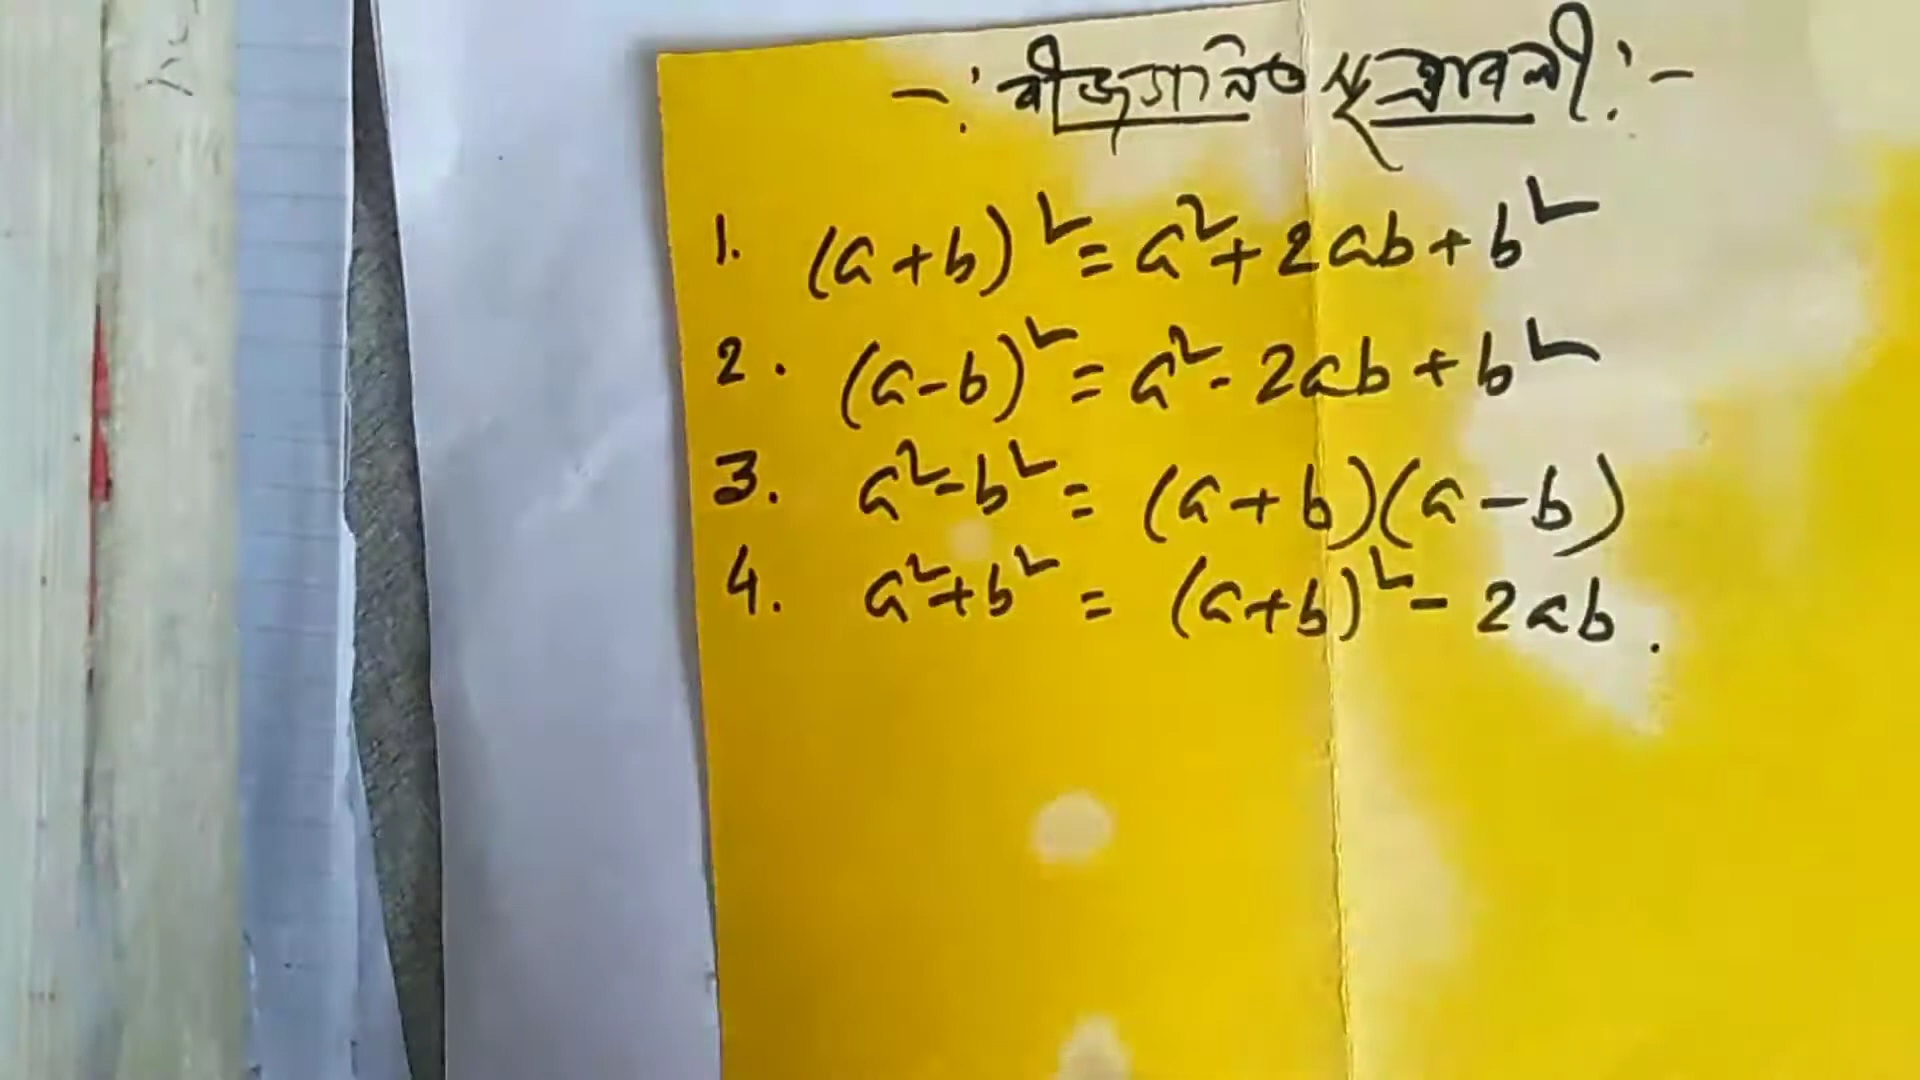 -: বীজগানিত সূত্রাবলী :-
1. (a+b)² = a² + 2ab + b²
2. (a-b)² = a² - 2ab + b²
3. a²-b² = (a+b)(a-b)
4. a²+b² = (a+b)² - 2ab.